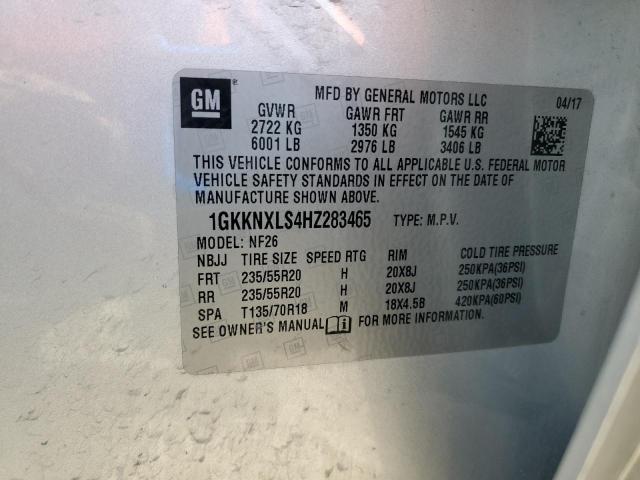 GM
MFD BY GENERAL MOTORS LLC 04/17
GVWR GAWR FRT GAWR RR
2722 KG 1350 KG 1545 KG
6001 LB 2976 LB 3406 LB
THIS VEHICLE CONFORMS TO ALL APPLICABLE U.S. FEDERAL MOTOR
VEHICLE SAFETY STANDARDS IN EFFECT ON THE DATE OF
MANUFACTURE SHOWN ABOVE.
1GKKNXLS4HZ283465 TYPE: M.P.V.
MODEL: NF26
NBJJ TIRE SIZE SPEED RTG RIM COLD TIRE PRESSURE
FRT 235/55R20 H 20X8J 250KPA(36PSI)
RR 235/55R20 H 20X8J 250KPA(36PSI)
SPA T135/70R18 M 18X4.5B 420KPA(60PSI)
SEE OWNER'S MANUAL FOR MORE INFORMATION.